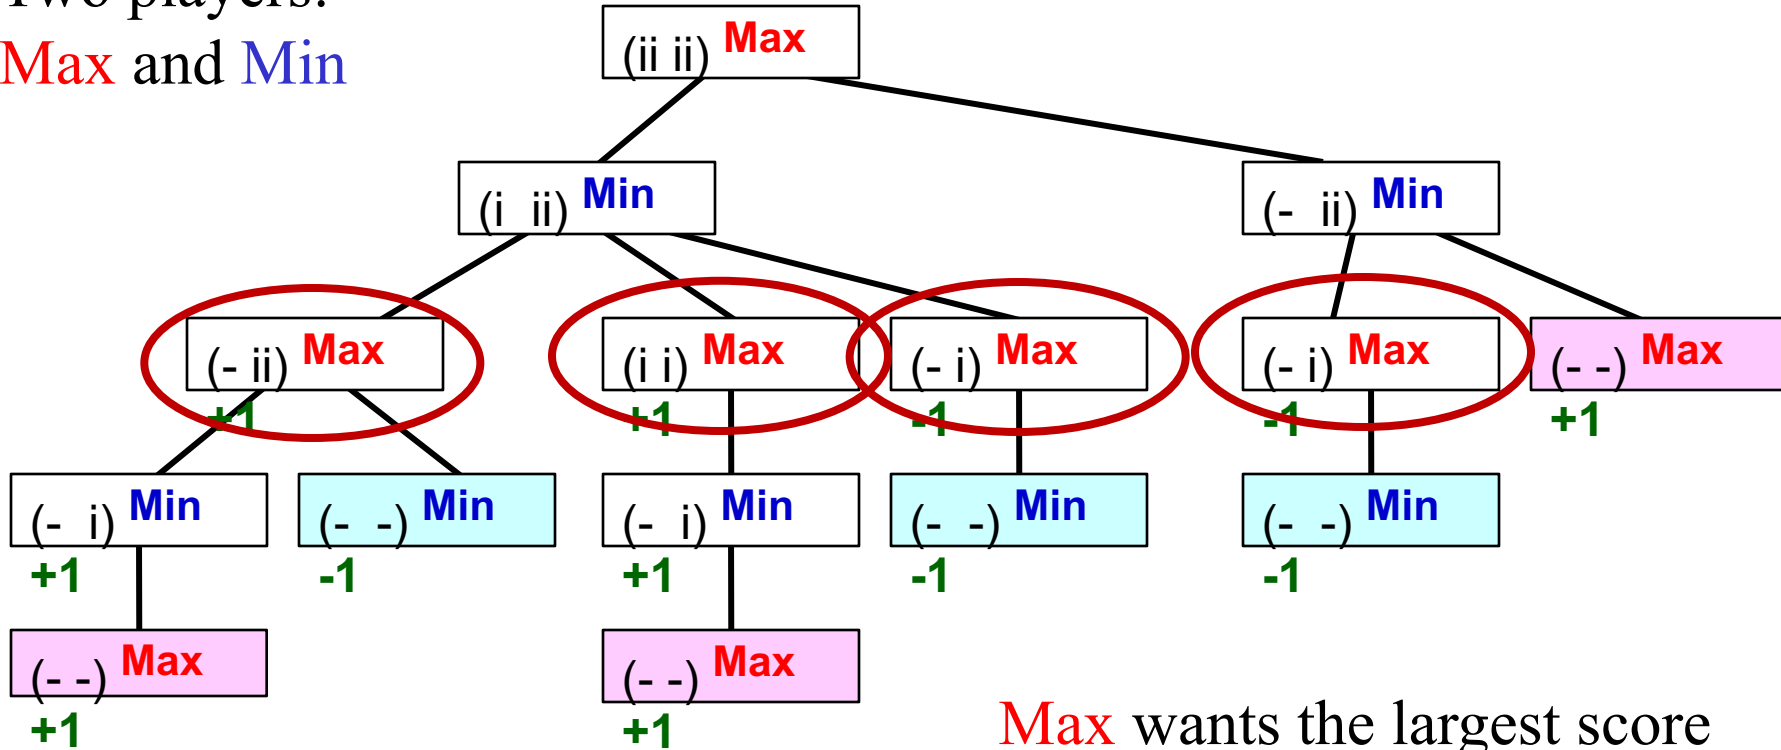 Two players:
Max and Min
(ii ii) Max
(i ii) Min
(- ii) Min
(- ii) Max
(i i) Max
(- i) Max
(- i) Max
(- -) Max
+1
+1
-1
-1
+1
(- i) Min
(- -) Min
(- i) Min
(- -) Min
(- -) Min
+1
-1
+1
-1
-1
(- -) Max
(- -) Max
+1
+1
Max wants the largest score